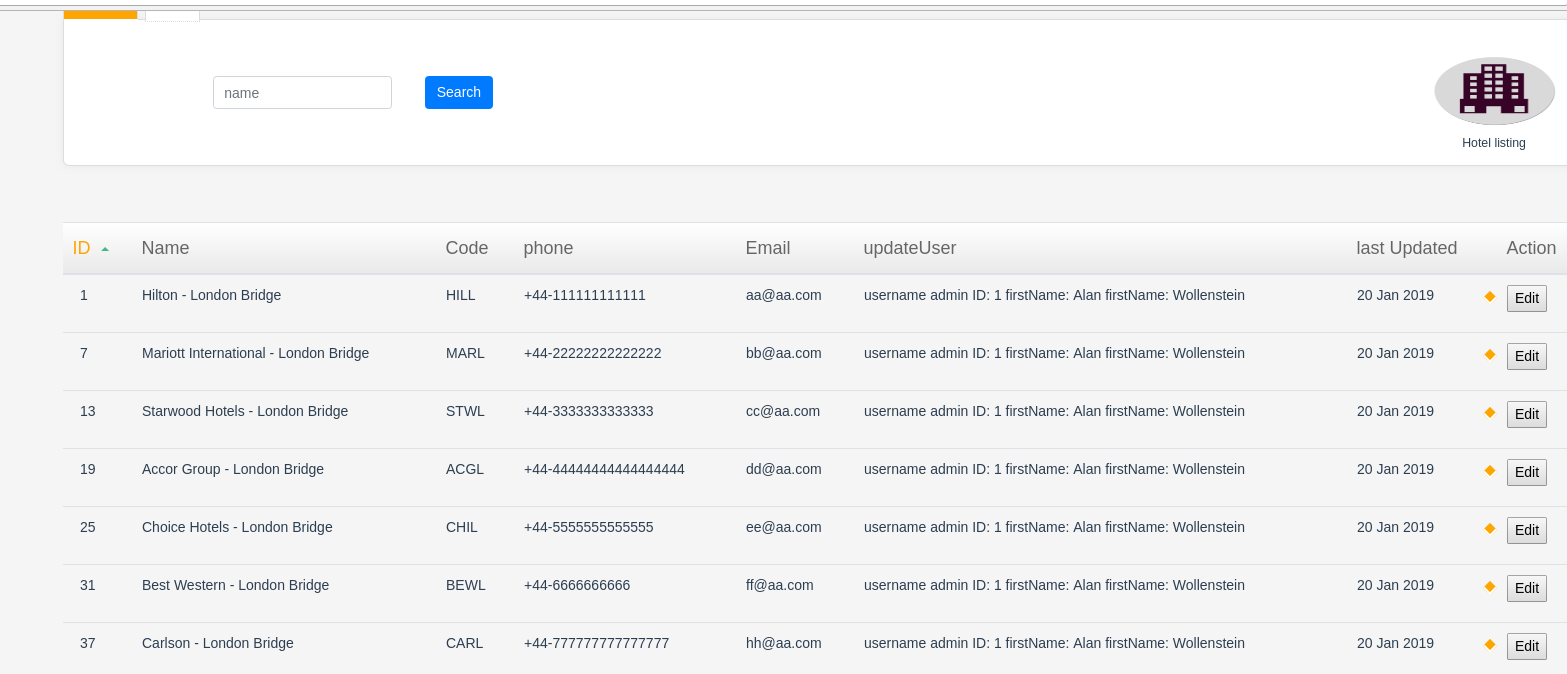 name Search
Hotel listing
ID Name Code phone Email updateUser last Updated Action
1 Hilton - London Bridge HILL +44-111111111111 aa@aa.com username admin ID: 1 firstName: Alan firstName: Wollenstein 20 Jan 2019 Edit
7 Mariott International - London Bridge MARL +44-22222222222222 bb@aa.com username admin ID: 1 firstName: Alan firstName: Wollenstein 20 Jan 2019 Edit
13 Starwood Hotels - London Bridge STWL +44-3333333333333 cc@aa.com username admin ID: 1 firstName: Alan firstName: Wollenstein 20 Jan 2019 Edit
19 Accor Group - London Bridge ACGL +44-44444444444444444 dd@aa.com username admin ID: 1 firstName: Alan firstName: Wollenstein 20 Jan 2019 Edit
25 Choice Hotels - London Bridge CHIL +44-5555555555555 ee@aa.com username admin ID: 1 firstName: Alan firstName: Wollenstein 20 Jan 2019 Edit
31 Best Western - London Bridge BEWL +44-6666666666 ff@aa.com username admin ID: 1 firstName: Alan firstName: Wollenstein 20 Jan 2019 Edit
37 Carlson - London Bridge CARL +44-777777777777777 hh@aa.com username admin ID: 1 firstName: Alan firstName: Wollenstein 20 Jan 2019 Edit